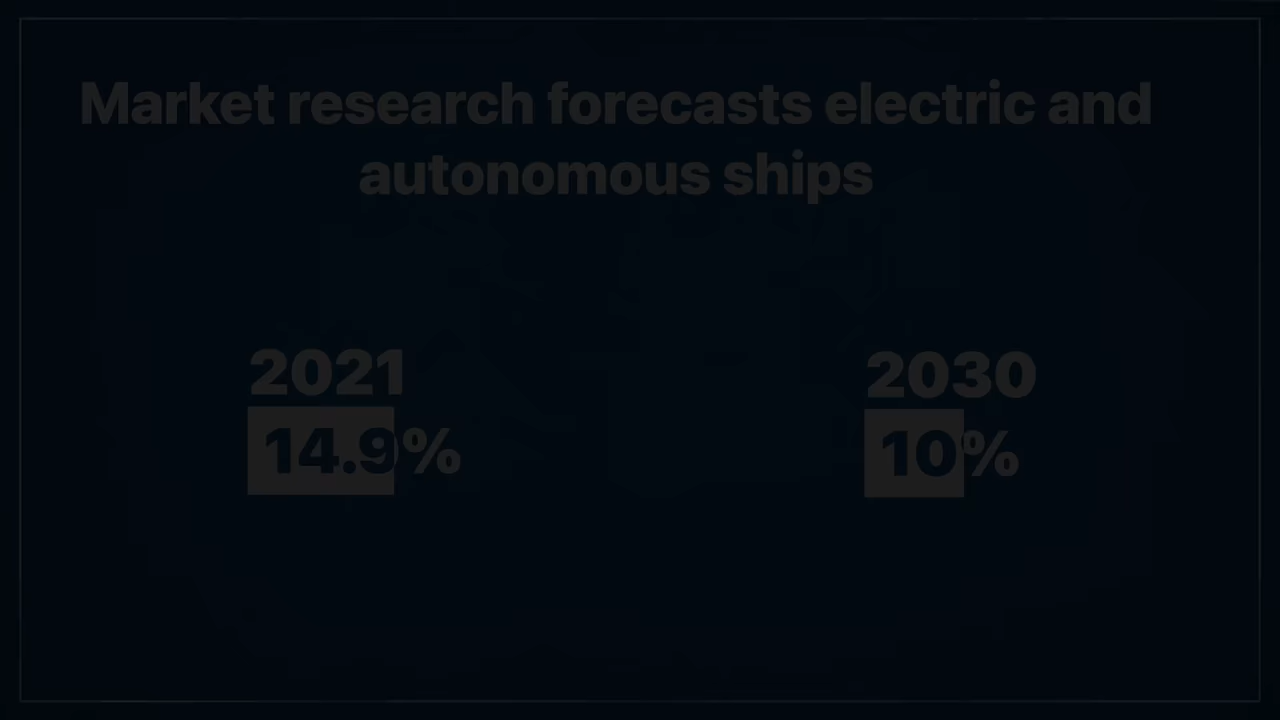 Market research forecasts electric and
autonomous ships
2021
14.9%
2030
10%